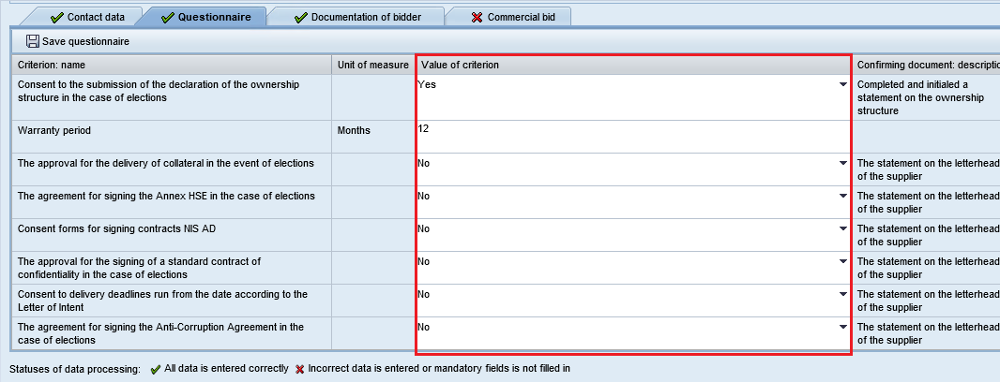 Contact data Questionnaire Documentation of bidder Commercial bid
Save questionnaire
Criterion: name Unit of measure Value of criterion Confirming document: descriptio
Consent to the submission of the declaration of the ownership
structure in the case of elections
Yes
Completed and initialed a
statement on the ownership
structure
Warranty period Months 12
The approval for the delivery of collateral in the event of elections No
The statement on the letterhead
of the supplier
The agreement for signing the Annex HSE in the case of elections No
The statement on the letterhead
of the supplier
Consent forms for signing contracts NIS AD No
The statement on the letterhead
of the supplier
The approval for the signing of a standard contract of
confidentiality in the case of elections
No
The statement on the letterhead
of the supplier
Consent to delivery deadlines run from the date according to the
Letter of Intent
No
The statement on the letterhead
of the supplier
The agreement for signing the Anti-Corruption Agreement in the
case of elections
No
The statement on the letterhead
of the supplier
Statuses of data processing: All data is entered correctly Incorrect data is entered or mandatory fields is not filled in